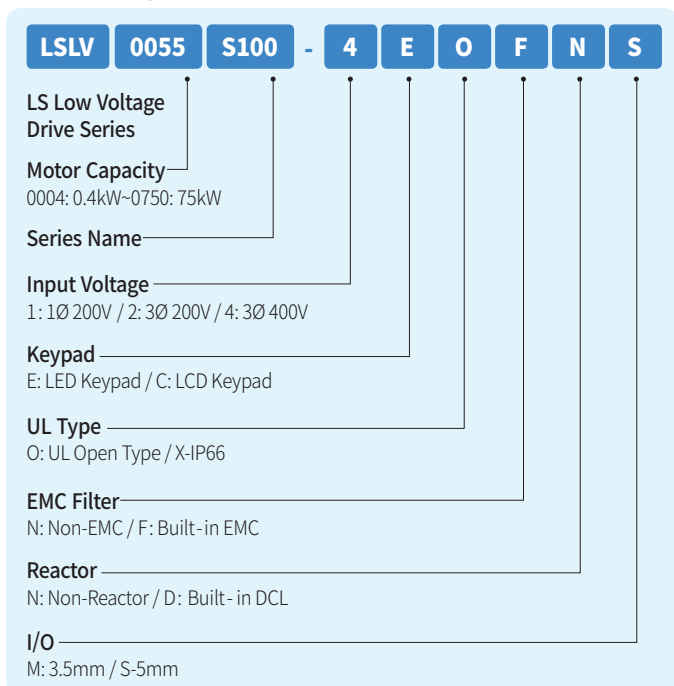 LSLV 0055 S100 - 4 E O F N S
LS Low Voltage
Drive Series
Motor Capacity
0004: 0.4kW~0750: 75kW
Series Name
Input Voltage
1: 1Ø 200V / 2: 3Ø 200V / 4: 3Ø 400V
Keypad
E: LED Keypad / C: LCD Keypad
UL Type
O: UL Open Type / X-IP66
EMC Filter
N: Non-EMC / F: Built-in EMC
Reactor
N: Non-Reactor / D: Built- in DCL
I/O
M: 3.5mm / S-5mm